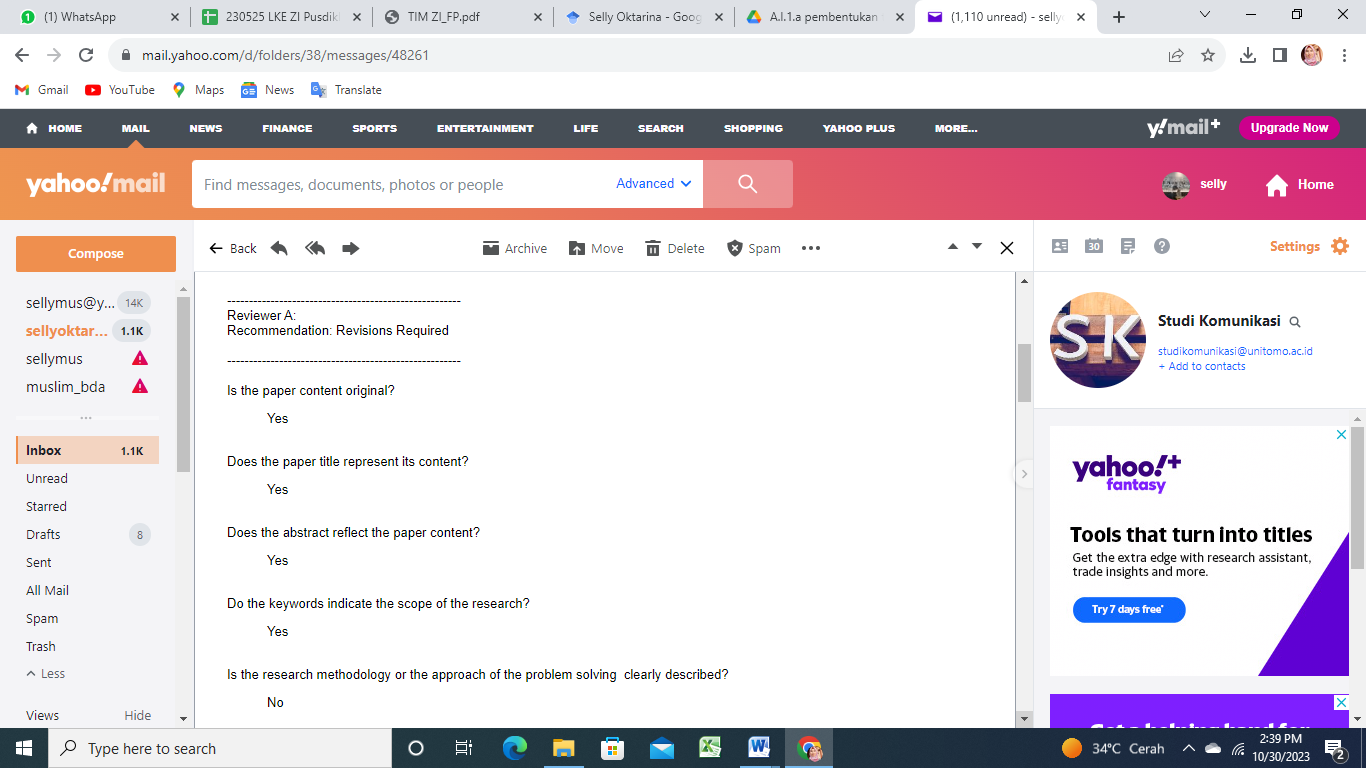 (1) WhatsApp
230525 LKE ZI Pusdikl
TIM ZI_FP.pdf
Selly Oktarina - Goog
A.I.1.a pembentukan
(1,110 unread) - selly
mail.yahoo.com/d/folders/38/messages/48261
Gmail
YouTube
Maps
News
Translate
HOME
MAIL
NEWS
FINANCE
SPORTS
ENTERTAINMENT
LIFE
SEARCH
SHOPPING
YAHOO PLUS
MORE...
y!mail+
Upgrade Now
yahoo!mail
Find messages, documents, photos or people
Advanced
selly
Home
Compose
Back
Archive
Move
Delete
Spam
30
Settings
sellymus@y... 14K
sellyoktar... 1.1K
sellymus
muslim_bda
Inbox 1.1K
Unread
Starred
Drafts 8
Sent
All Mail
Spam
Trash
Less
Views Hide
-------------------------------------------------------
Reviewer A:
Recommendation: Revisions Required
-------------------------------------------------------
Is the paper content original?
Yes
Does the paper title represent its content?
Yes
Does the abstract reflect the paper content?
Yes
Do the keywords indicate the scope of the research?
Yes
Is the research methodology or the approach of the problem solving  clearly described?
No
SK
Studi Komunikasi
studikomunikasi@unitomo.ac.id
+ Add to contacts
yahoo!+
fantasy
Tools that turn into titles
Get the extra edge with research assistant,
trade insights and more.
Try 7 days free*
Get a helping hand for
Type here to search
34°C Cerah
2:39 PM
10/30/2023
2